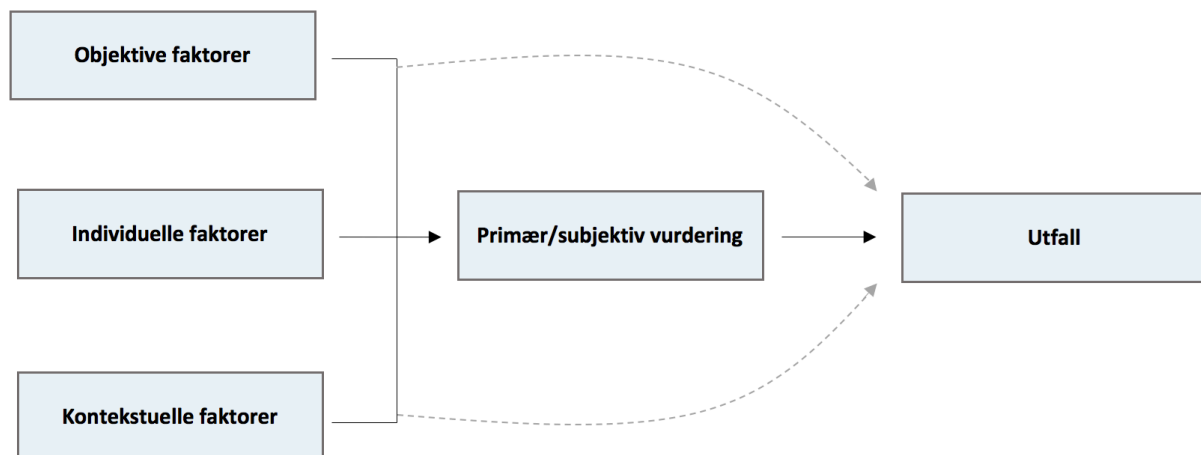 Objektive faktorer
Individuelle faktorer
Primær/subjektiv vurdering
Utfall
Kontekstuelle faktorer